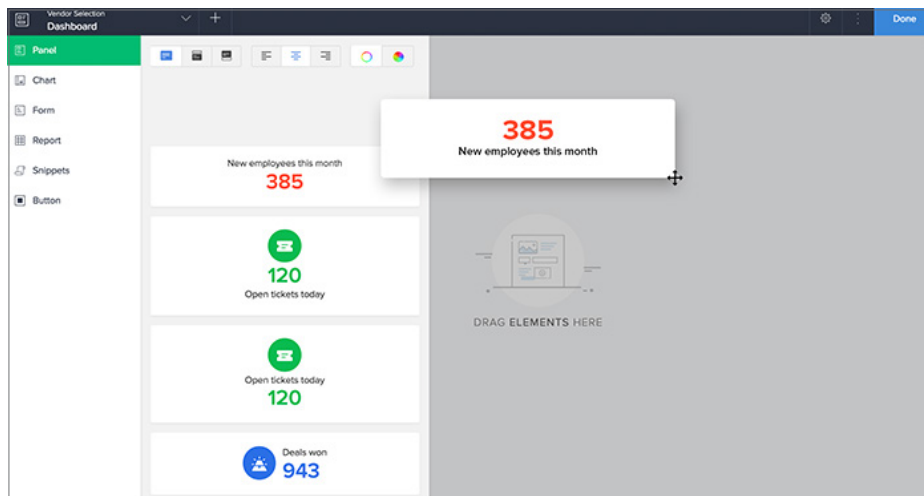 Vendor Selection
Dashboard
Done
Panel
Chart
Form
Report
Snippets
Button
385
New employees this month
New employees this month
385
120
Open tickets today
Open tickets today
120
Deals won
943
DRAG ELEMENTS HERE